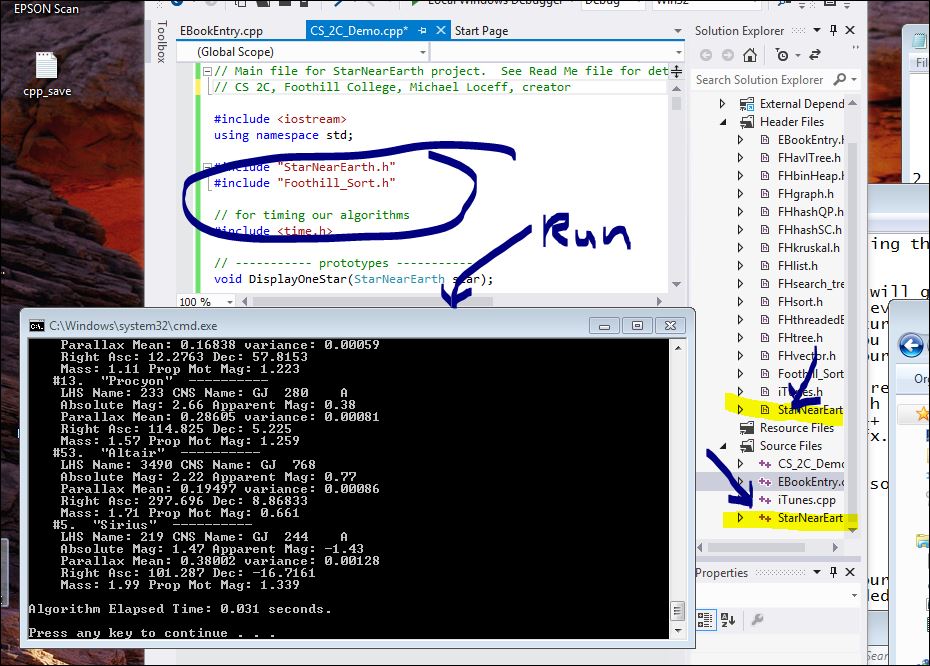 EPSON Scan
cpp_save
Local Windows Debugger
Debug
Win32
Toolbox
BookEntry.cpp
CS_2C_Demo.cpp*
Start Page
(Global Scope)
// Main file for StarNearEarth project.  See Read Me file for det
// CS 2C, Foothill College, Michael Loceff, creator
#include <iostream>
using namespace std;
#include "StarNearEarth.h"
#include "Foothill_Sort.h"
// for timing our algorithms
#include <time.h>
// ----------- prototypes ------------
void DisplayOneStar(StarNearEarth star);
100 %
Run
C:\Windows\system32\cmd.exe
Parallax Mean: 0.16838 variance: 0.00059
Right Asc: 12.2763 Dec: 57.8153
Mass: 1.11 Prop Mot Mag: 1.223
#13.  "Procyon"  ----------
LHS Name: 233 CNS Name: GJ  280    A
Absolute Mag: 2.66 Apparent Mag: 0.38
Parallax Mean: 0.28605 variance: 0.00081
Right Asc: 114.825 Dec: 5.225
Mass: 1.57 Prop Mot Mag: 1.259
#53.  "Altair"  ----------
LHS Name: 3490 CNS Name: GJ  768
Absolute Mag: 2.22 Apparent Mag: 0.77
Parallax Mean: 0.19497 variance: 0.00086
Right Asc: 297.696 Dec: 8.86833
Mass: 1.71 Prop Mot Mag: 0.661
#5.  "Sirius"  ----------
LHS Name: 219 CNS Name: GJ  244    A
Absolute Mag: 1.47 Apparent Mag: -1.43
Parallax Mean: 0.38002 variance: 0.00128
Right Asc: 101.287 Dec: -16.7161
Mass: 1.99 Prop Mot Mag: 1.339
Algorithm Elapsed Time: 0.031 seconds.
Press any key to continue . . .
Solution Explorer
Search Solution Explorer
External Depend
Header Files
EBookEntry.h
FHavlTree.h
FHbinHeap.h
FHgraph.h
FHhashQP.h
FHhashSC.h
FHkruskal.h
FHlist.h
FHsearch_tre
FHsort.h
FHthreadedB
FHtree.h
FHvector.h
Foothill_Sort
iTunes.h
StarNearEart
Resource Files
Source Files
CS_2C_Demo
EBookEntry.c
iTunes.cpp
StarNearEart
Properties
Fil
2
ing th
will g
Org